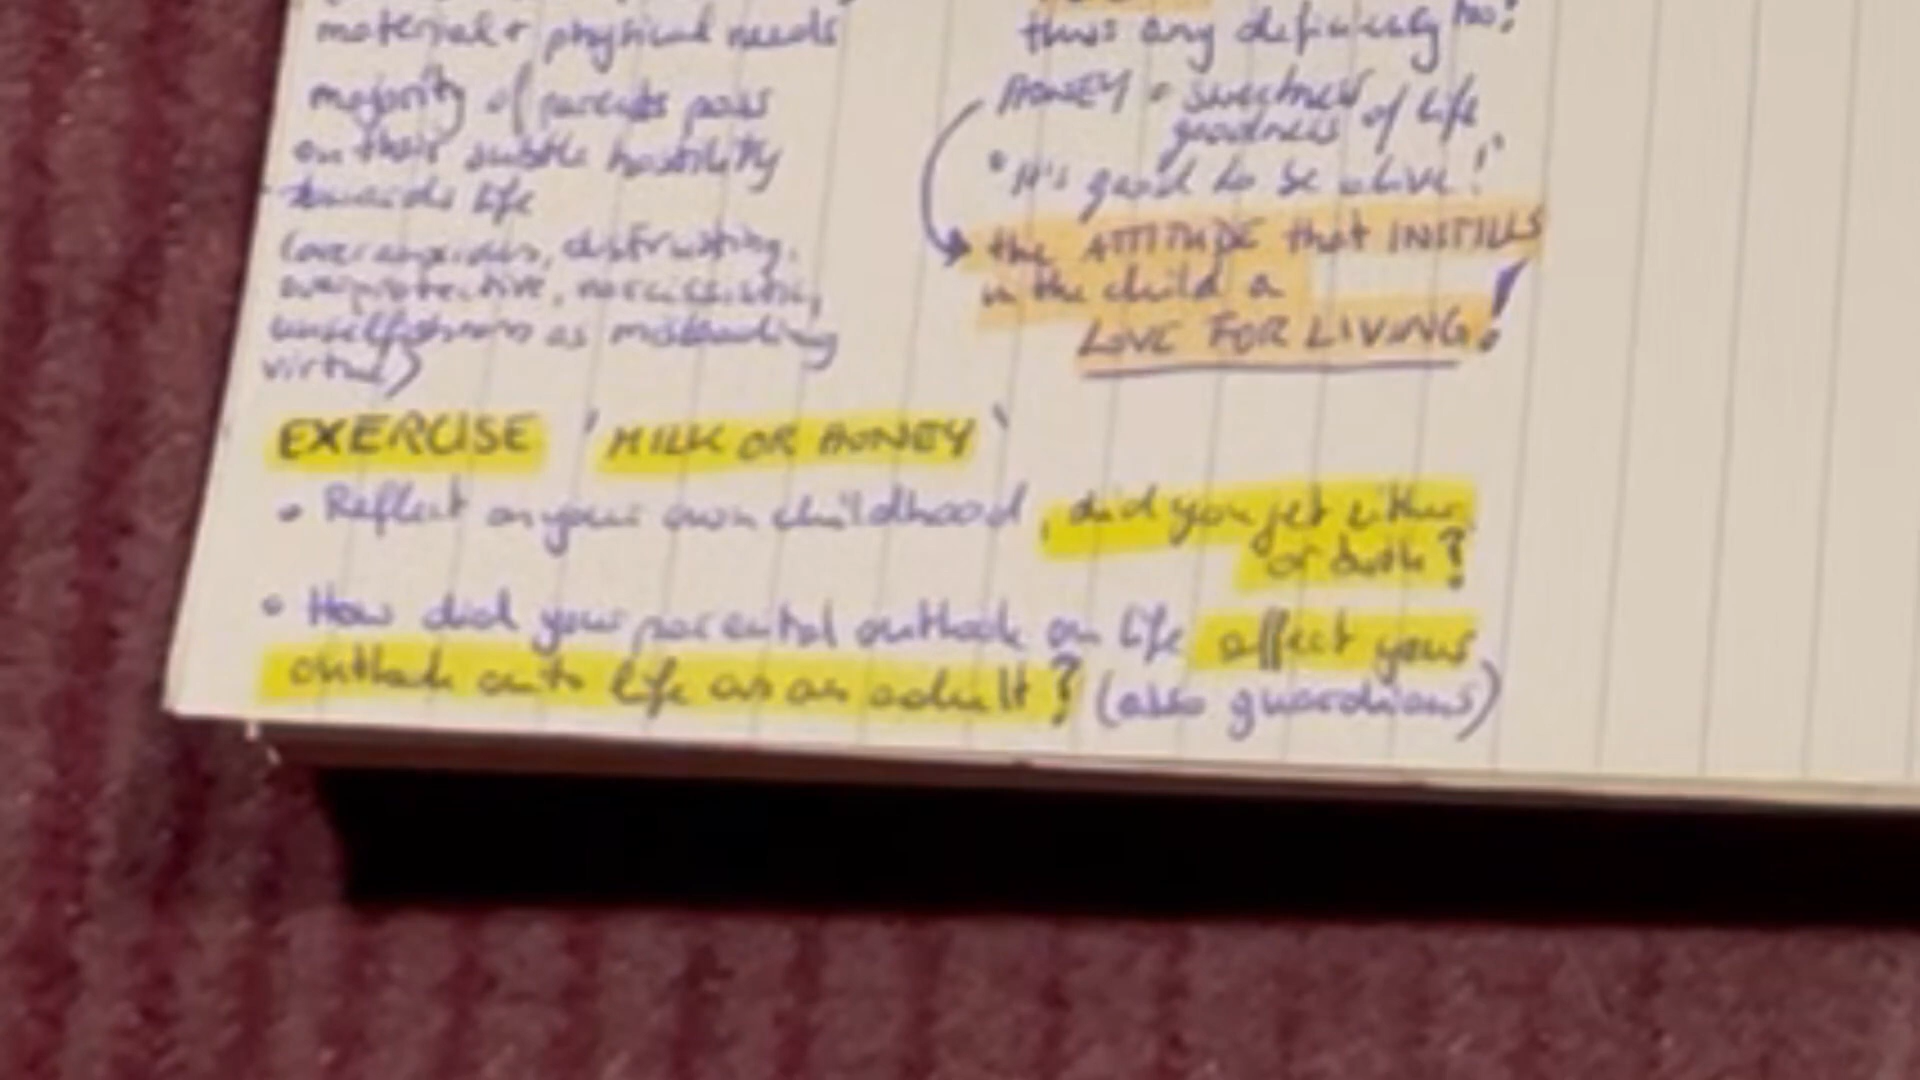 material + physical needs
majority of parents pass
on their subtle hostility
towards life
(overanxious, distrusting,
overprotective, narcissistic,
unselfishness as misleading
virtue)
thus any deficiency too!
HONEY = sweetness of life
goodness
"It's good to be alive!"
the ATTITUDE that INSTILLS
in the child a
LOVE FOR LIVING!
EXERCISE 'MILK OR HONEY'
• Reflect on your own childhood, did you get either
or both?
• How did your parental outlook on life affect your
outlook onto life as an adult? (also guardians)